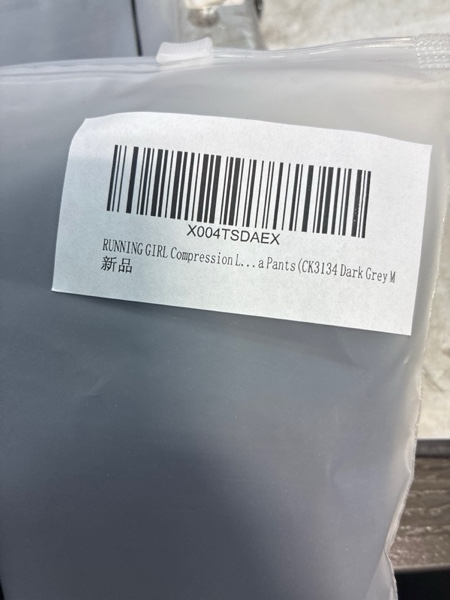 X004TSDAEX
RUNNING GIRL Compression L...a Pants(CK3134 Dark Grey M
新品